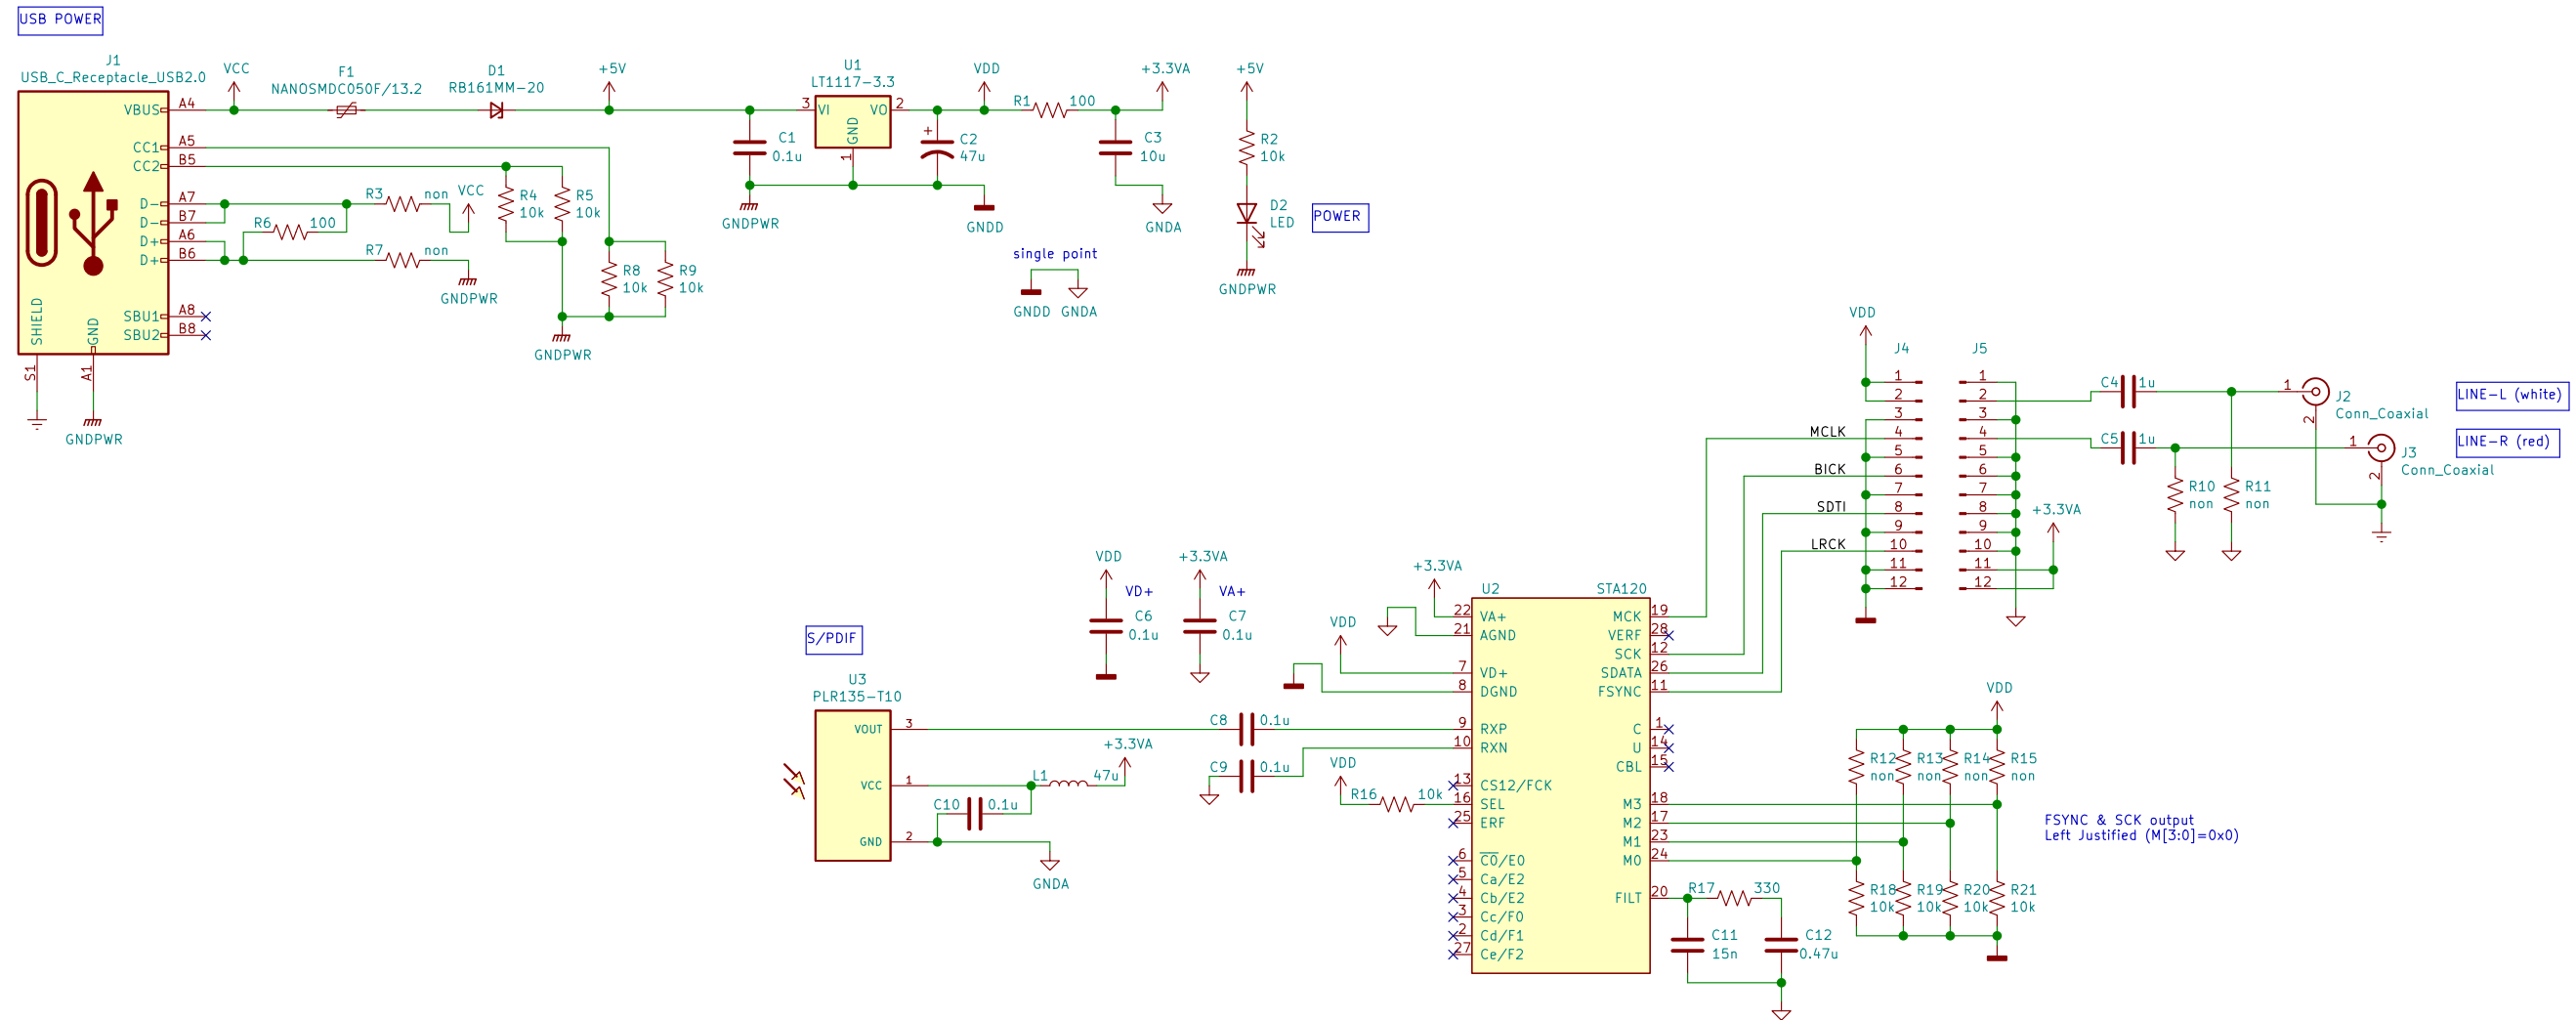 USB POWER
J1
USB_C_Receptacle_USB2.0
VBUS
A4
CC1
A5
CC2
B5
D-
A7
D-
B7
D+
A6
D+
B6
SBU1
A8
SBU2
B8
SHIELD
GND
S1
A1
GNDPWR
VCC
F1
NANOSMDC050F/13.2
D1
RB161MM-20
+5V
R3
non
VCC
R6
100
R7
non
GNDPWR
R4
10k
R5
10k
R8
10k
R9
10k
GNDPWR
U1
LT1117-3.3
3
VI
VO
2
GND
1
C1
0.1u
GNDPWR
+
C2
47u
VDD
GNDD
R1
100
+3.3VA
C3
10u
GNDA
single point
GNDD
GNDA
+5V
R2
10k
D2
LED
GNDPWR
POWER
VDD
J4
1
2
3
4
5
6
7
8
9
10
11
12
MCLK
BICK
SDTI
LRCK
J5
1
2
3
4
5
6
7
8
9
10
11
12
+3.3VA
C4
1u
C5
1u
R10
non
R11
non
1
2
J2
Conn_Coaxial
1
2
J3
Conn_Coaxial
LINE-L (white)
LINE-R (red)
S/PDIF
U3
PLR135-T10
VOUT
3
VCC
1
GND
2
C10
0.1u
L1
47u
+3.3VA
GNDA
VDD
VD+
C6
0.1u
+3.3VA
VA+
C7
0.1u
C8
0.1u
C9
0.1u
+3.3VA
VDD
VDD
R16
10k
U2
STA120
22
VA+
21
AGND
7
VD+
8
DGND
9
RXP
10
RXN
13
CS12/FCK
16
SEL
25
ERF
6
C0/E0
5
Ca/E2
4
Cb/E2
3
Cc/F0
2
Cd/F1
27
Ce/F2
MCK
19
VERF
28
SCK
12
SDATA
26
FSYNC
11
C
1
U
14
CBL
15
M3
18
M2
17
M1
23
M0
24
FILT
20
R17
330
C11
15n
C12
0.47u
VDD
R12
non
R13
non
R14
non
R15
non
R18
10k
R19
10k
R20
10k
R21
10k
FSYNC & SCK output
Left Justified (M[3:0]=0x0)